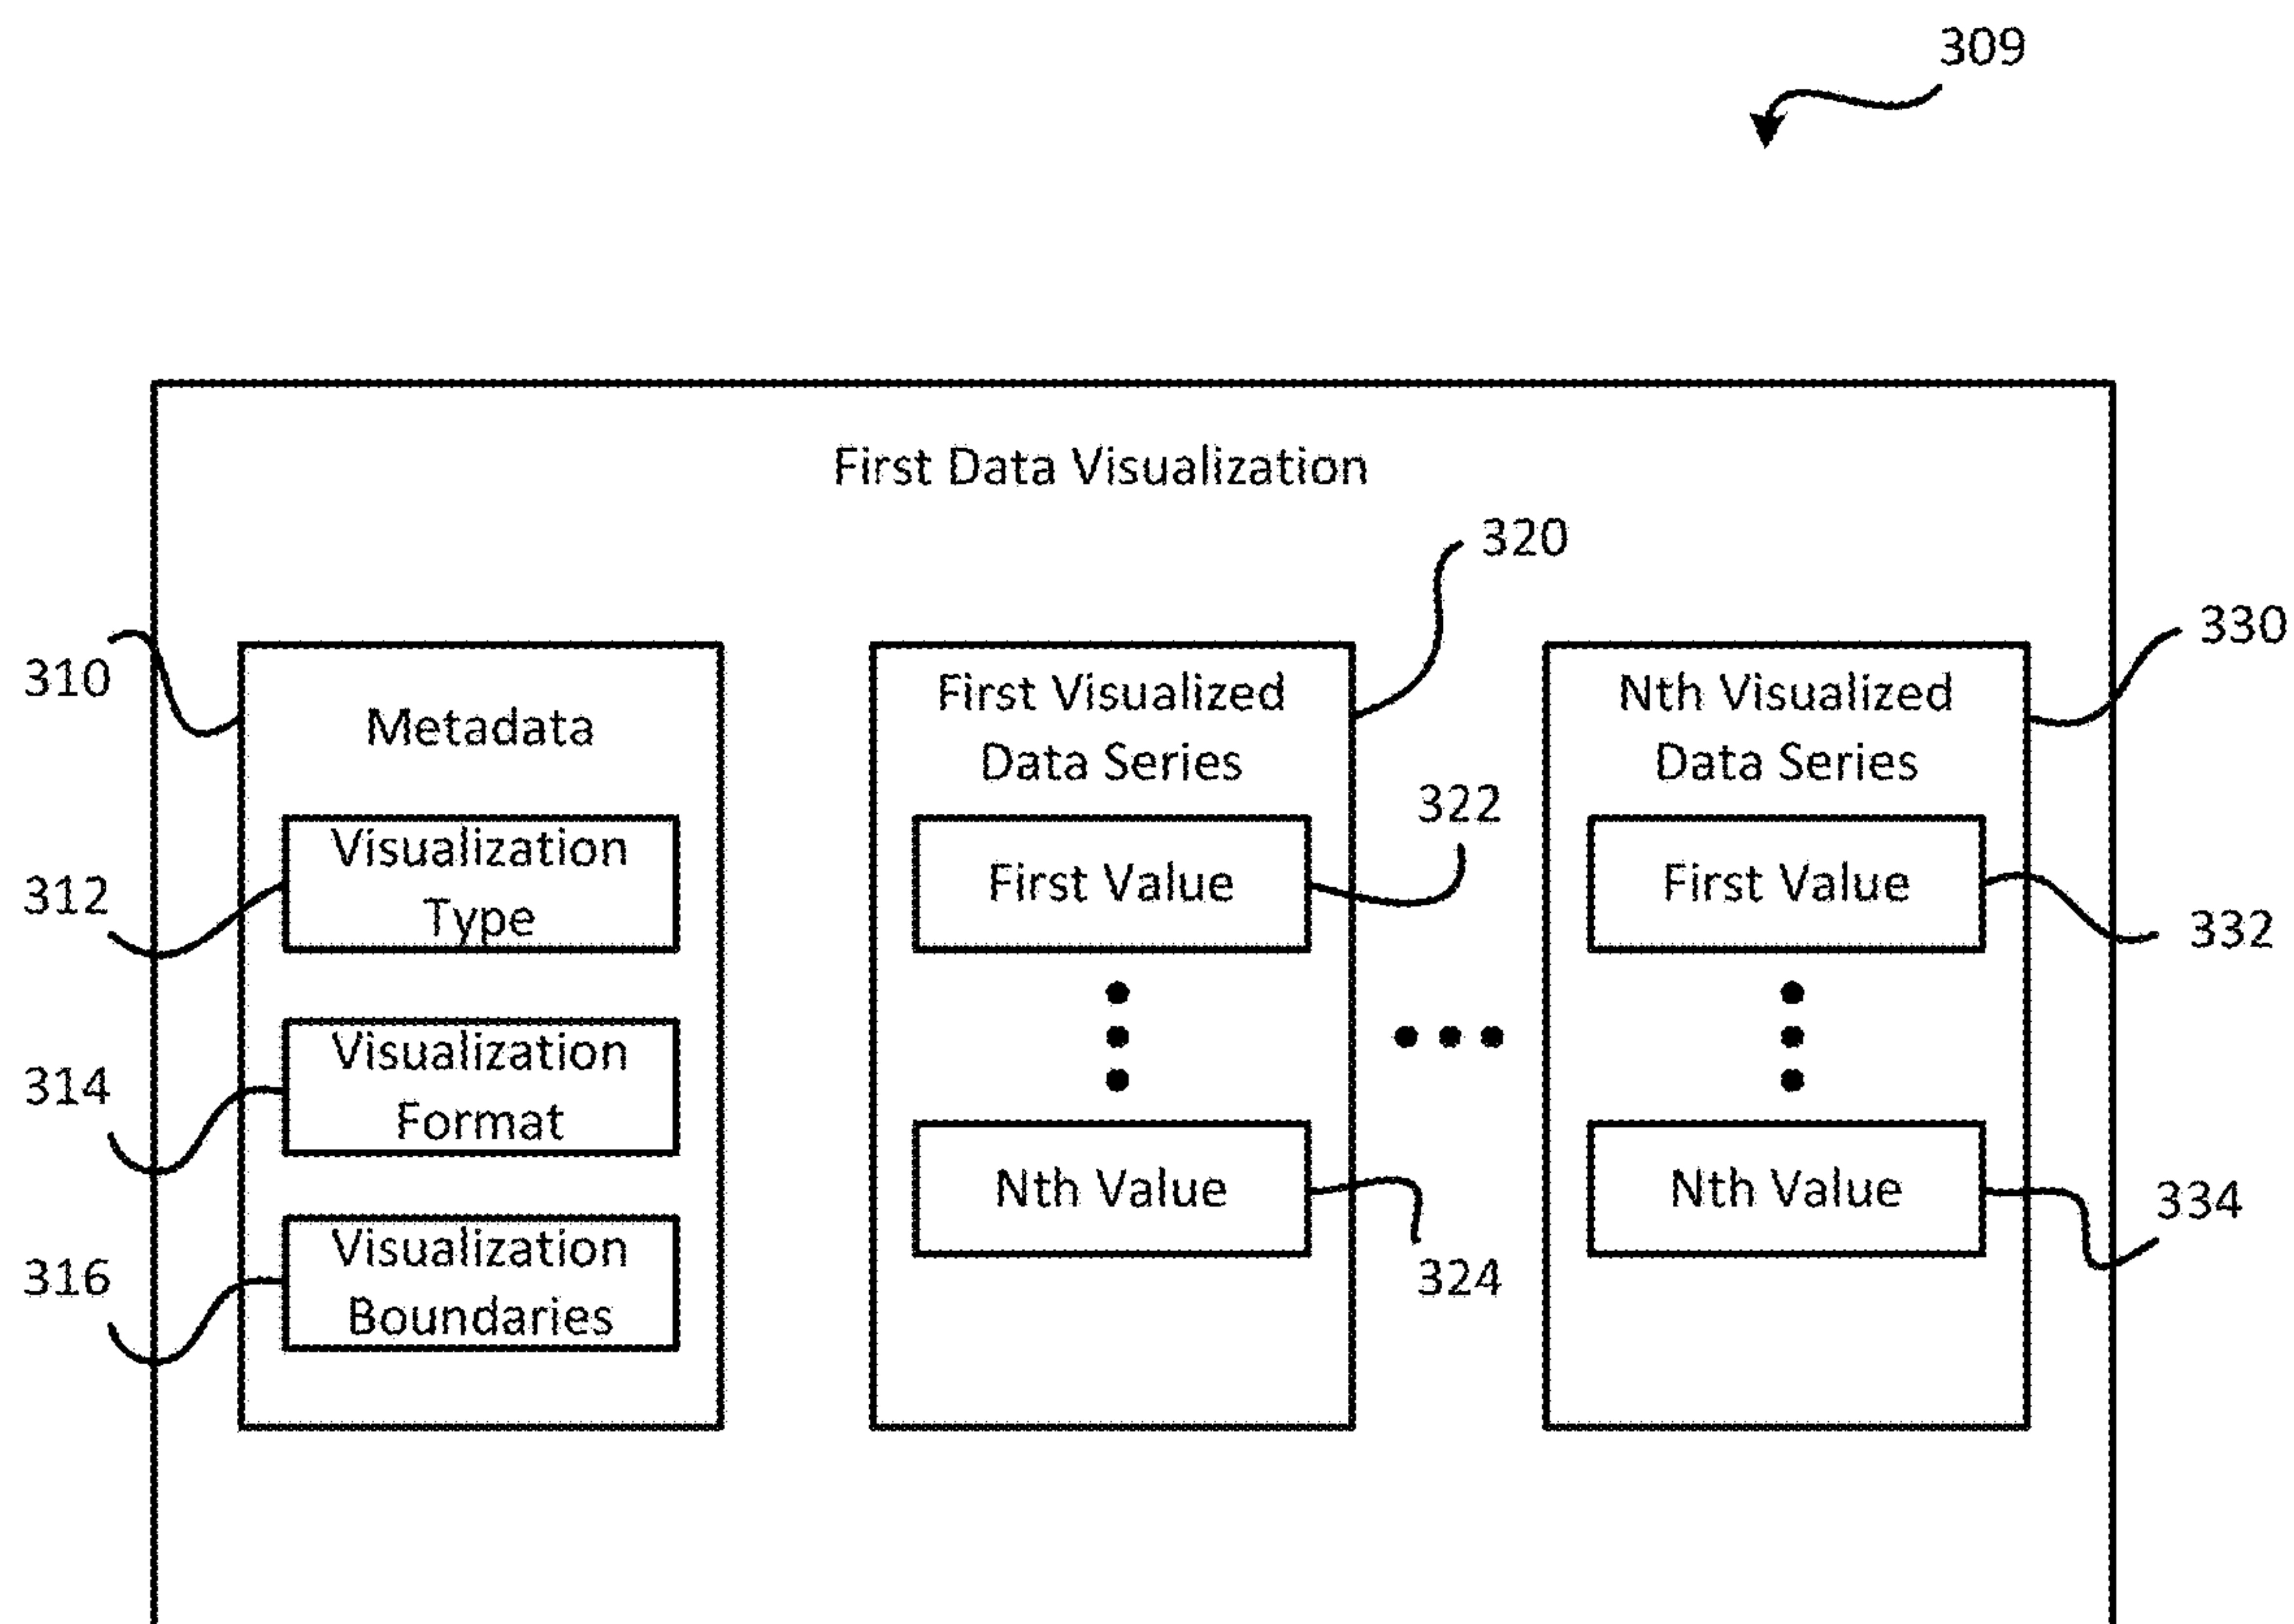 309
First Data Visualization
320
330
310
Metadata
First Visualized
Data Series
Nth Visualized
Data Series
322
312
Visualization
Type
First Value
First Value
332
314
Visualization
Format
316
Visualization
Boundaries
Nth Value
Nth Value
334
324